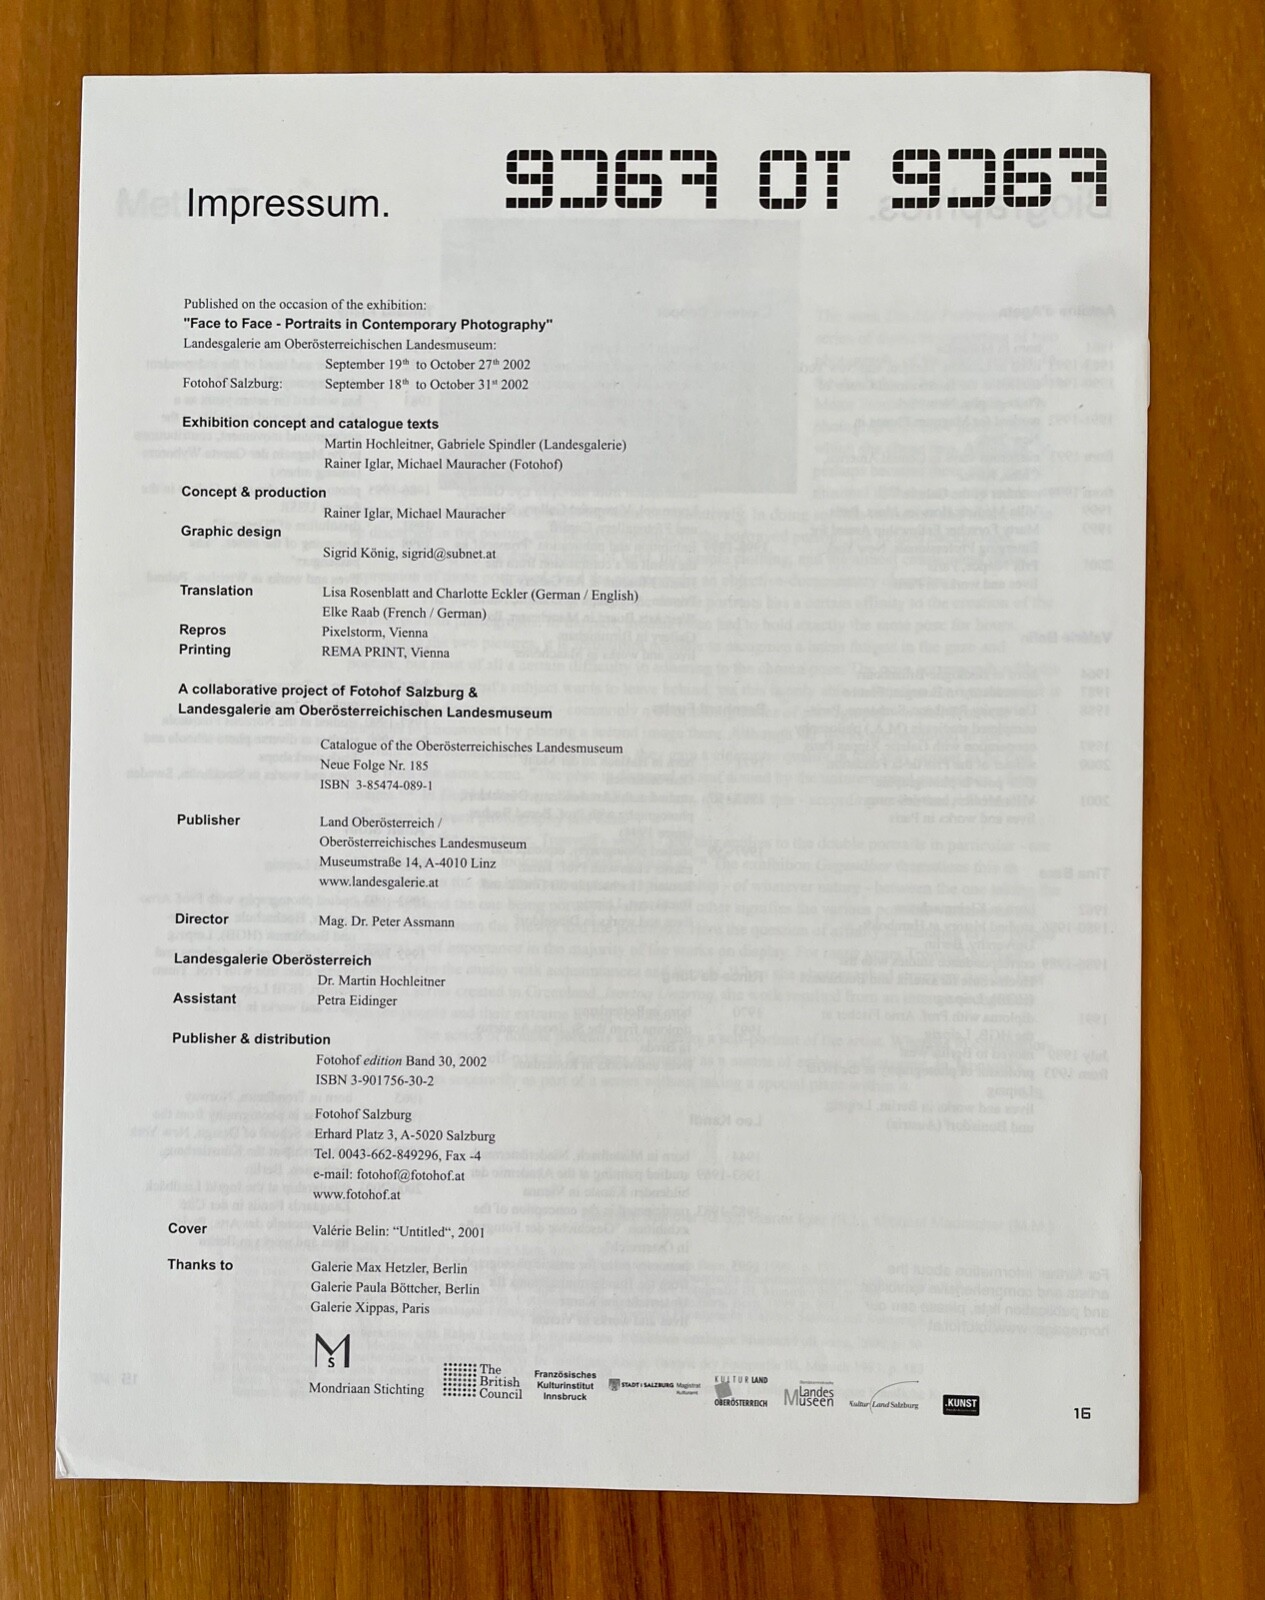 FaCe TO FaCe
Impressum.
Published on the occasion of the exhibition:
"Face to Face - Portraits in Contemporary Photography"
Landesgalerie am Oberösterreichischen Landesmuseum:
September 19th to October 27th 2002
Fotohof Salzburg: September 18th to October 31st 2002
Exhibition concept and catalogue texts
Martin Hochleitner, Gabriele Spindler (Landesgalerie)
Rainer Iglar, Michael Mauracher (Fotohof)
Concept & production
Rainer Iglar, Michael Mauracher
Graphic design
Sigrid König, sigrid@subnet.at
Translation Lisa Rosenblatt and Charlotte Eckler (German / English)
Elke Raab (French / German)
Repros Pixelstorm, Vienna
Printing REMA PRINT, Vienna
A collaborative project of Fotohof Salzburg &
Landesgalerie am Oberösterreichischen Landesmuseum
Catalogue of the Oberösterreichisches Landesmuseum
Neue Folge Nr. 185
ISBN 3-85474-089-1
Publisher Land Oberösterreich /
Oberösterreichisches Landesmuseum
Museumstraße 14, A-4010 Linz
www.landesgalerie.at
Director Mag. Dr. Peter Assmann
Landesgalerie Oberösterreich
Dr. Martin Hochleitner
Assistant Petra Eidinger
Publisher & distribution
Fotohof edition Band 30, 2002
ISBN 3-901756-30-2
Fotohof Salzburg
Erhard Platz 3, A-5020 Salzburg
Tel. 0043-662-849296, Fax -4
e-mail: fotohof@fotohof.at
www.fotohof.at
Cover Valérie Belin: “Untitled“, 2001
Thanks to Galerie Max Hetzler, Berlin
Galerie Paula Böttcher, Berlin
Galerie Xippas, Paris
MS
Mondriaan Stichting
The
British
Council
Französisches
Kulturinstitut
Innsbruck
STADT : SALZBURG Magistrat
Kulturamt
KULTUR LAND
OBERÖSTERREICH
Landes
Museen
Kultur Land Salzburg
.KUNST
16